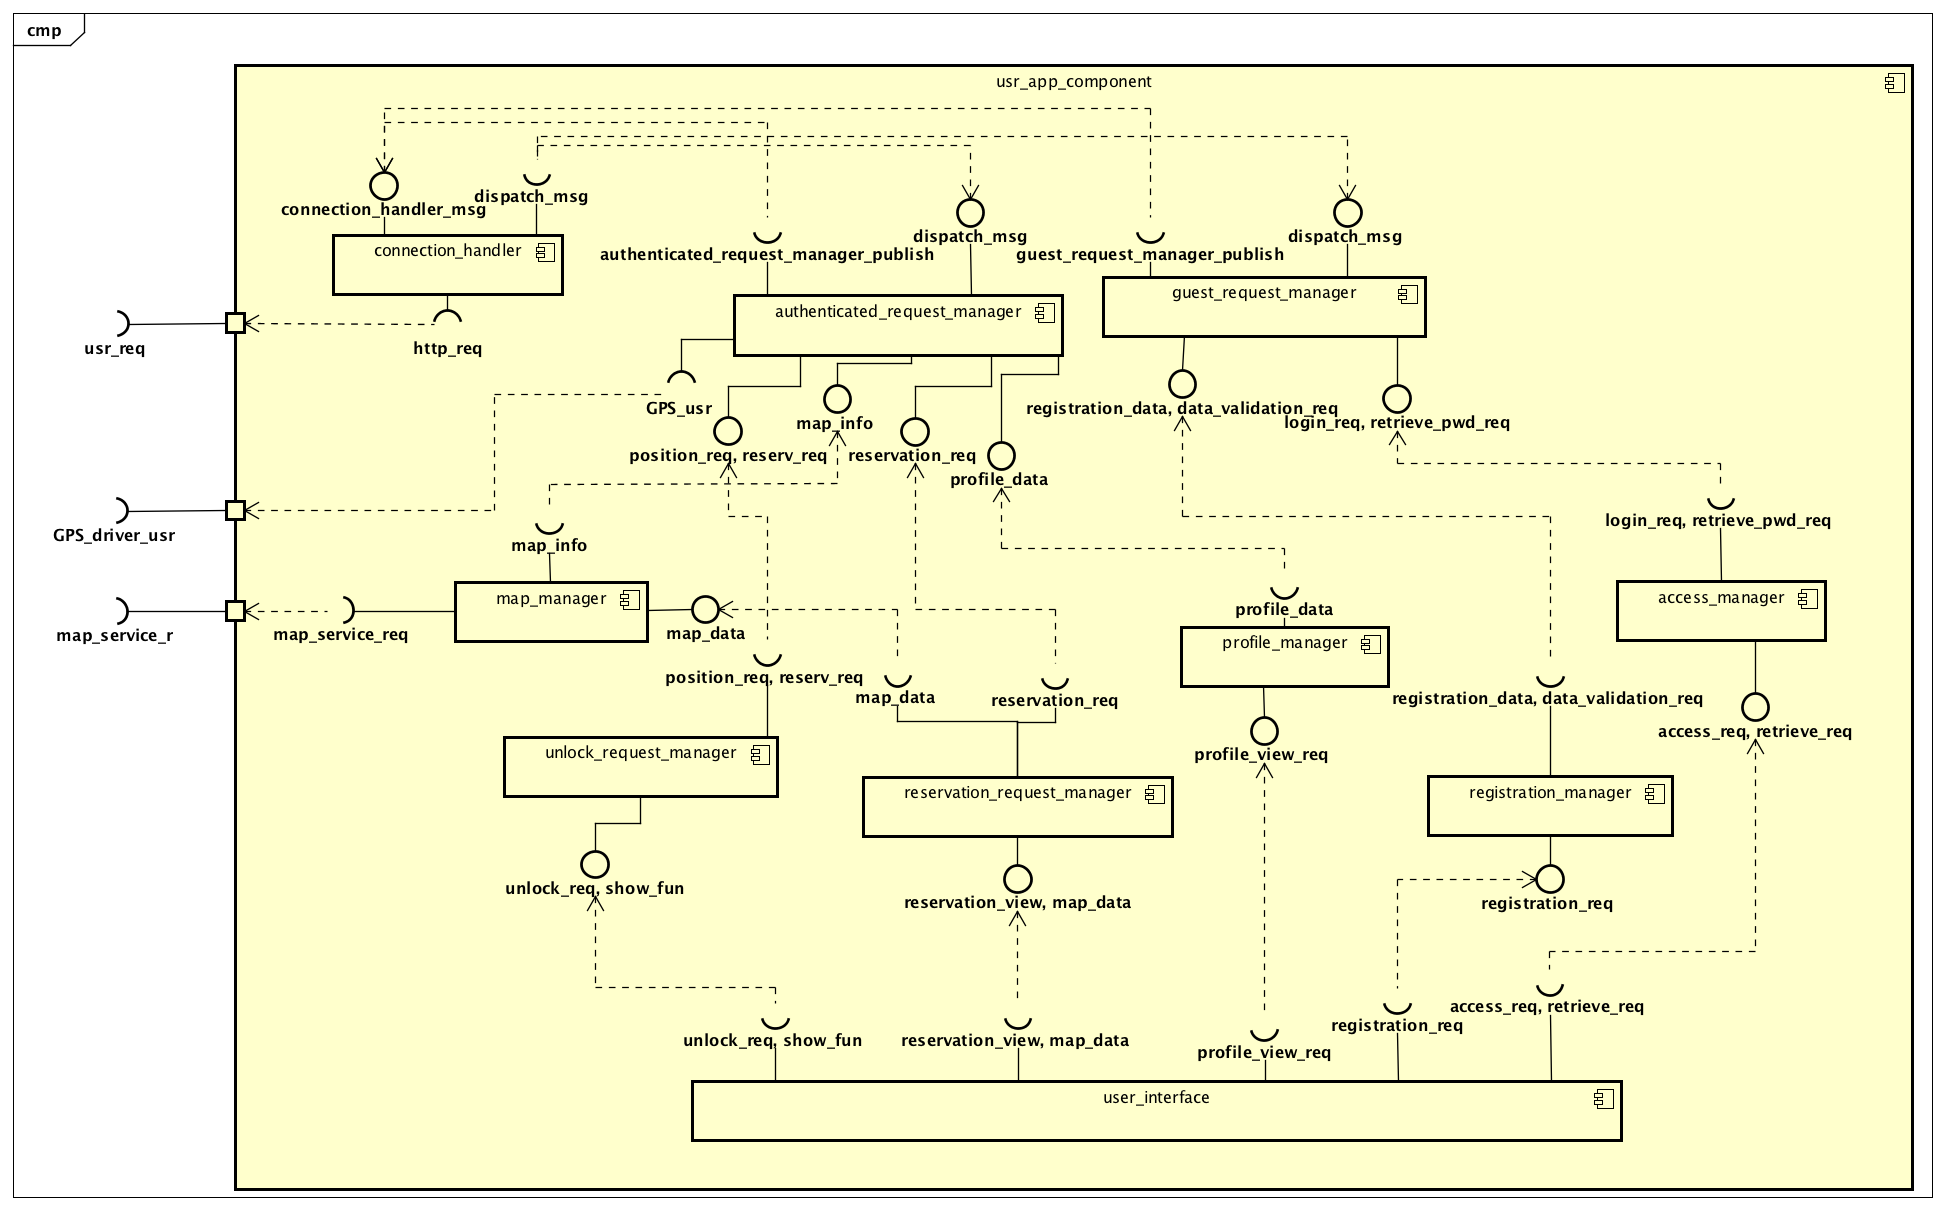 cmp
usr_app_component
connection_handler_msg
dispatch_msg
dispatch_msg
dispatch_msg
connection_handler
authenticated_request_manager_publish
guest_request_manager_publish
guest_request_manager
authenticated_request_manager
usr_req
http_req
GPS_usr
registration_data, data_validation_req
map_info
login_req, retrieve_pwd_req
position_req, reserv_req
reservation_req
profile_data
login_req, retrieve_pwd_req
GPS_driver_usr
map_info
map_manager
access_manager
profile_data
map_service_r
map_service_req
map_data
profile_manager
position_req, reserv_req
map_data
reservation_req
registration_data, data_validation_req
access_req, retrieve_req
unlock_request_manager
profile_view_req
reservation_request_manager
registration_manager
unlock_req, show_fun
reservation_view, map_data
registration_req
access_req, retrieve_req
registration_req
unlock_req, show_fun
reservation_view, map_data
profile_view_req
user_interface